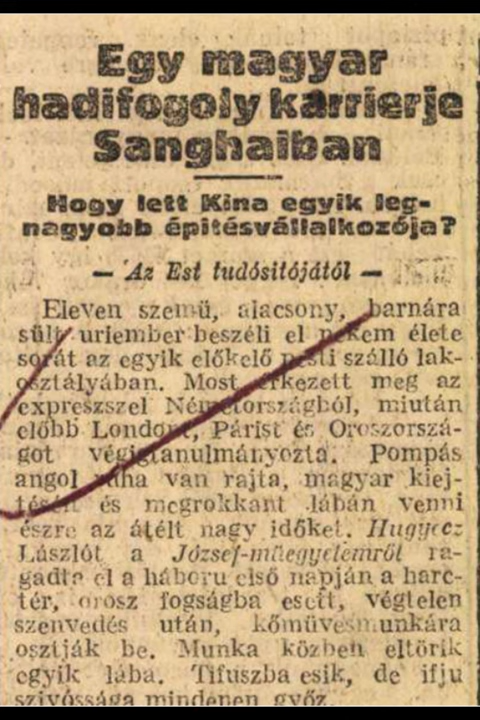 Egy magyar
hadifogoly karrierje
Sanghaiban
Hogy lett Kina egyik leg-
nagyobb épitésvállalkozója?
— Az Est tudósitójától —
Eleven szemü, alacsony, barnára
sült uriember beszéli el nekem élete
sorát az egyik előkelő pesti szálló lak-
osztályában. Most érkezett meg az
expresszel Németországból, miután
előbb Londont, Párist és Oroszorszá-
got végigtanulmányozta. Pompás
angol ruha van rajta, magyar kiej-
tésén és megrokkant lábán venni
észre az átélt nagy időket. Hugyecz
Lászlót a József-müegyetemről ra-
gadta el a háboru első napján a harc-
tér, orosz fogságba esett, végtelen
szenvedés után, kőmüvesmunkára
osztják be. Munka közben eltörik
egyik lába. Tifuszba esik, de ifju
szivóssága mindenen győz.